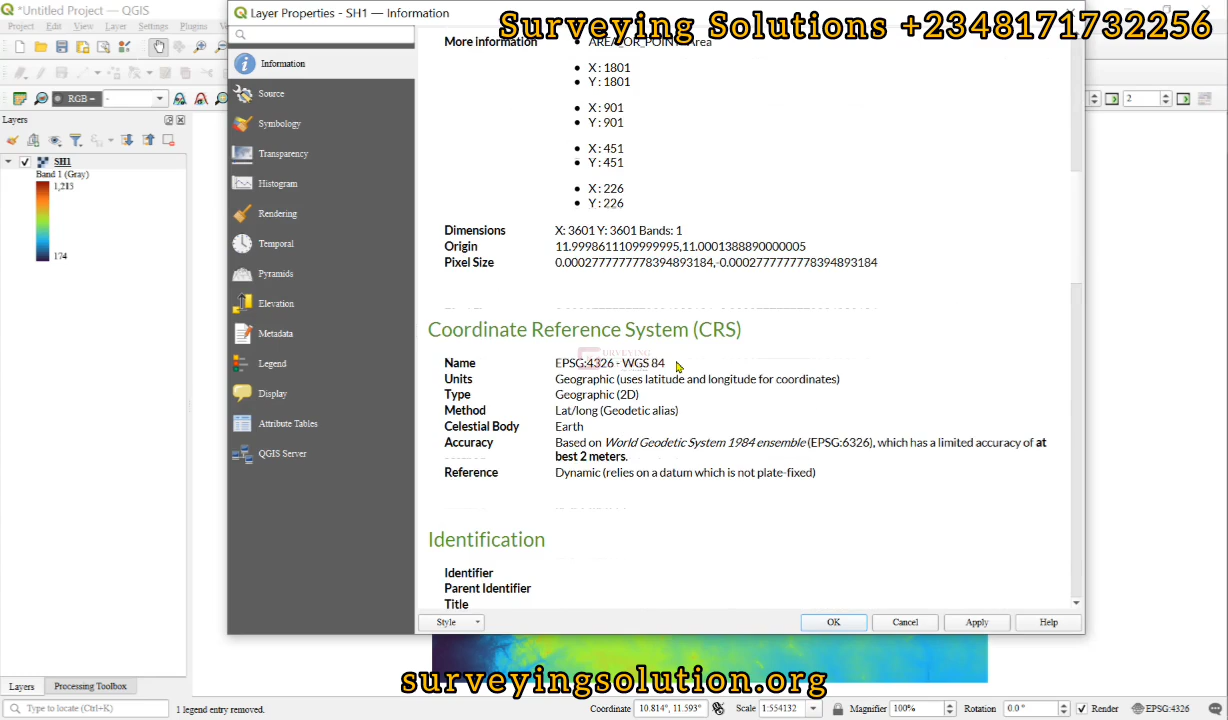 *Untitled Project — QGIS
Project Edit View Layer Settings Plugins
Layer Properties - SH1 — Information
Surveying Solutions +2348171732256
RGB
2
Layers
SH1
Band 1 (Gray)
1,213
174
Information
Source
Symbology
Transparency
Histogram
Rendering
Temporal
Pyramids
Elevation
Metadata
Legend
Display
Attribute Tables
QGIS Server
More information
X : 1801
Y : 1801
X : 901
Y : 901
X : 451
Y : 451
X : 226
Y : 226
Dimensions X: 3601 Y: 3601 Bands: 1
Origin 11.9998611109999995,11.0001388890000005
Pixel Size 0.0002777777778394893184,-0.0002777777778394893184
Coordinate Reference System (CRS)
Name EPSG:4326 - WGS 84
Units Geographic (uses latitude and longitude for coordinates)
Type Geographic (2D)
Method Lat/long (Geodetic alias)
Celestial Body Earth
Accuracy Based on World Geodetic System 1984 ensemble (EPSG:6326), which has a limited accuracy of at
best 2 meters.
Reference Dynamic (relies on a datum which is not plate-fixed)
Identification
Identifier
Parent Identifier
Title
Style OK Cancel Apply Help
surveyingsolution.org
Layers Processing Toolbox
Type to locate (Ctrl+K) 1 legend entry removed. Coordinate 10.814°, 11.593° Scale 1:554132 Magnifier 100% Rotation 0.0° Render EPSG:4326